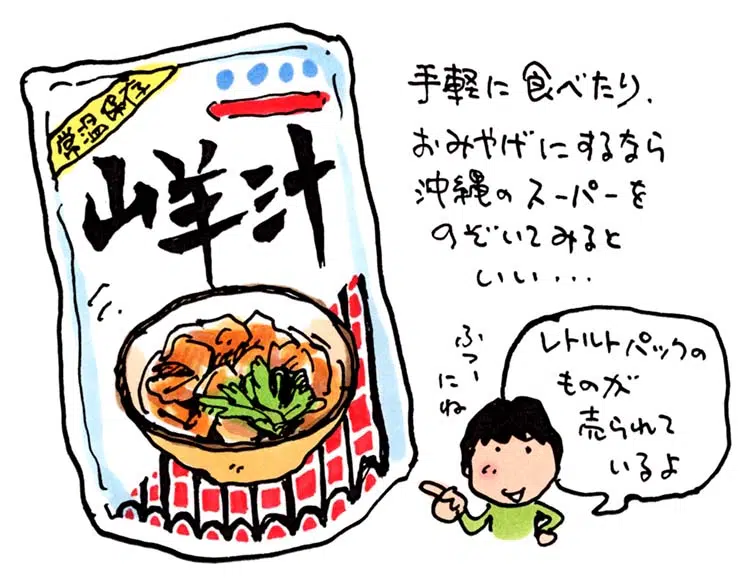 常温保存
山羊汁
手軽に食べたり、
おみやげにするなら
沖縄のスーパーを
のぞいてみると
いい・・・
ふつーにね
レトルトパックの
ものが
売られて
いるよ